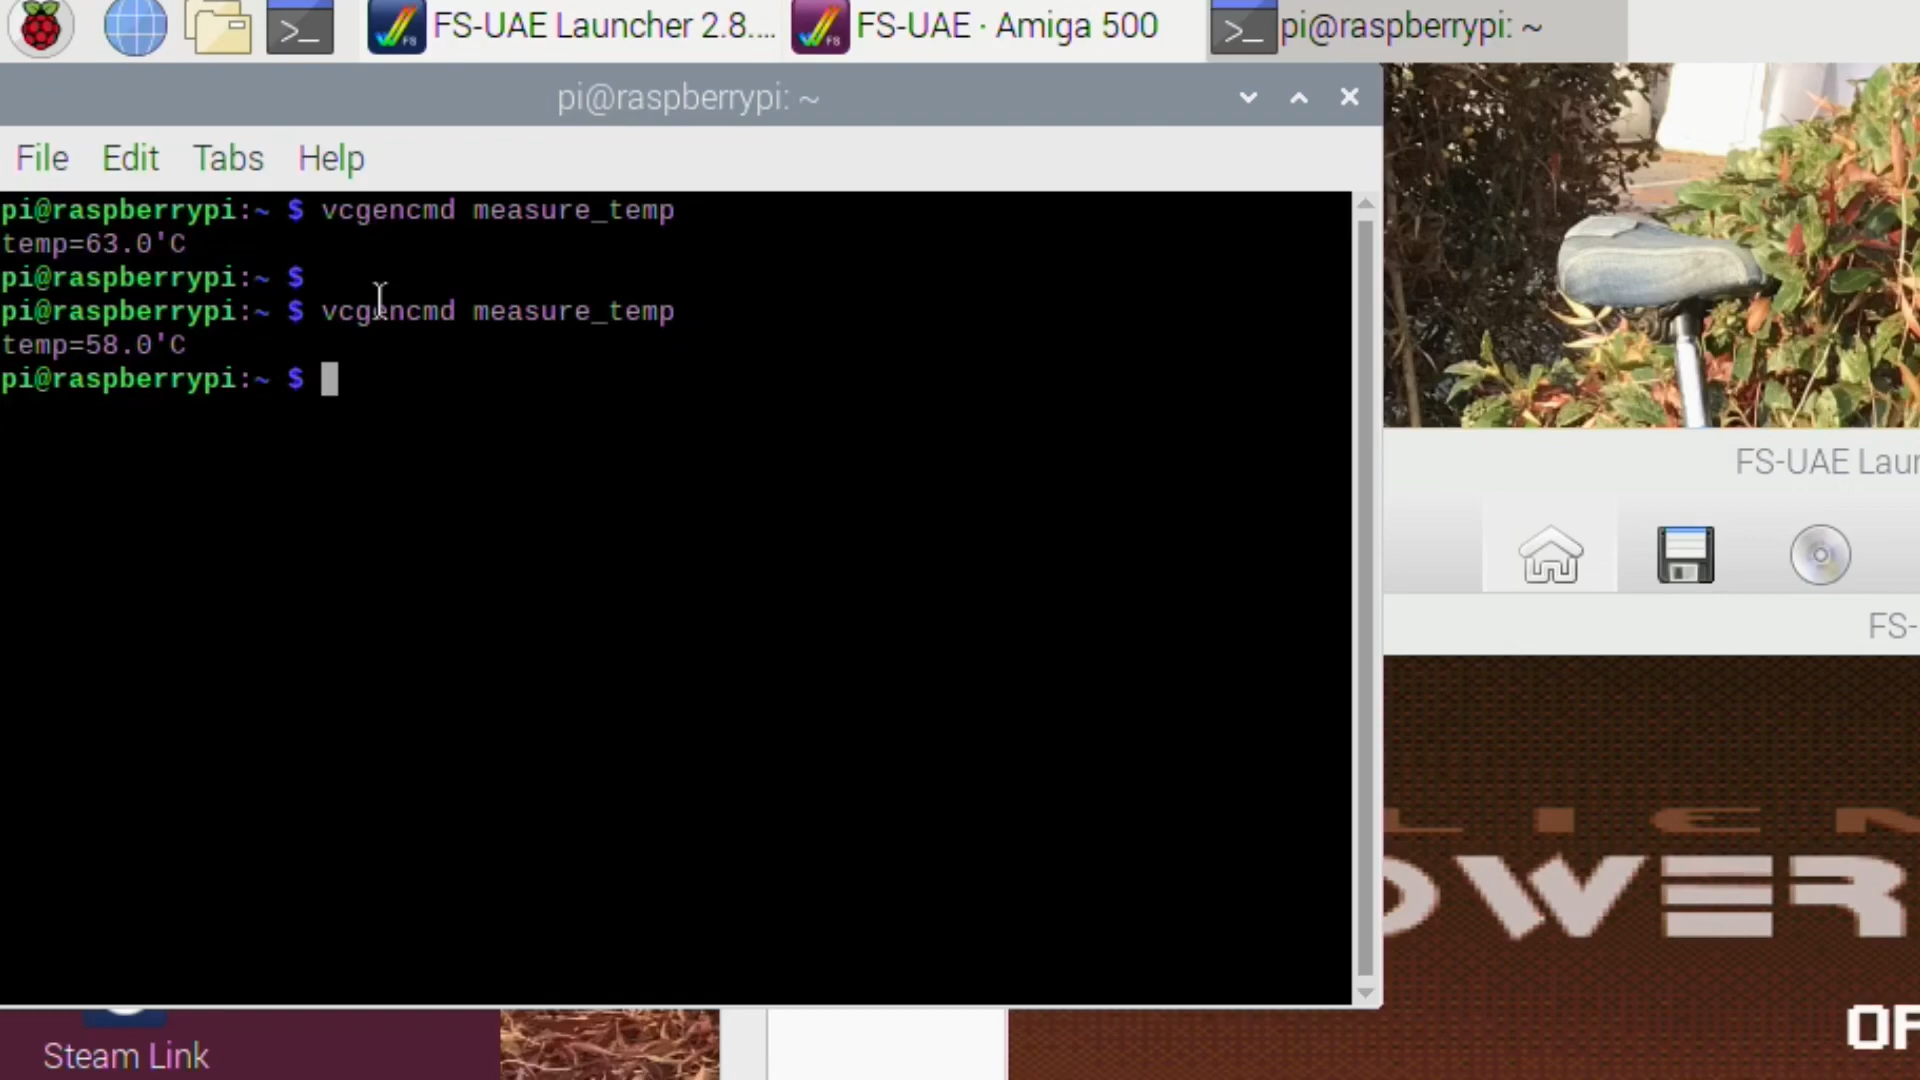 FS-UAE Launcher 2.8....
FS-UAE · Amiga 500
pi@raspberrypi: ~
pi@raspberrypi: ~
File Edit Tabs Help
pi@raspberrypi:~ $ vcgencmd measure_temp
temp=63.0'C
pi@raspberrypi:~ $
pi@raspberrypi:~ $ vcgencmd measure_temp
temp=58.0'C
pi@raspberrypi:~ $
FS-UAE Laun
FS-
LIEN
OWER
OF
Steam Link